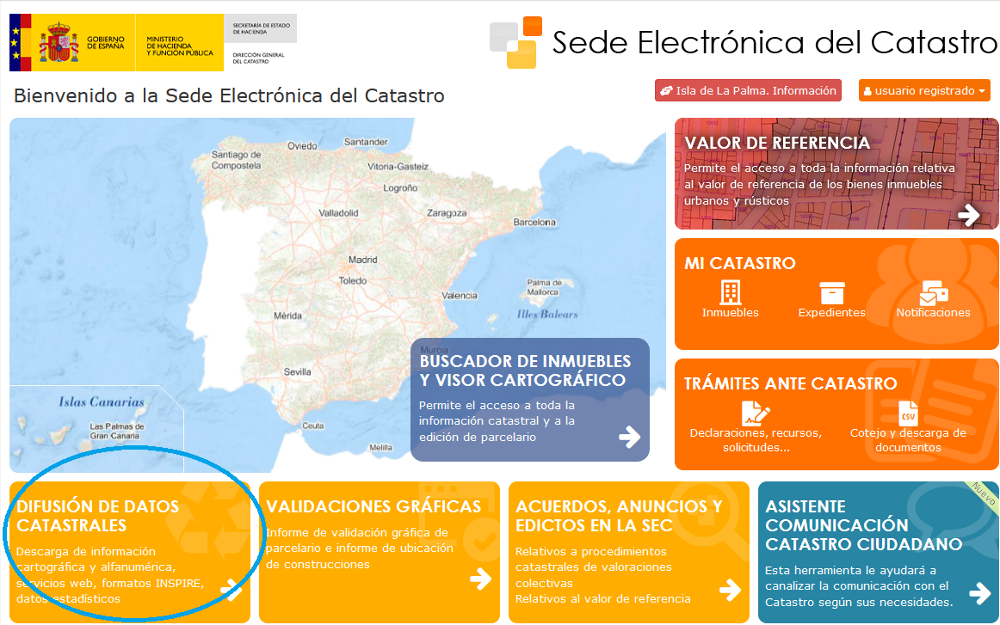 GOBIERNO
DE ESPAÑA
MINISTERIO
DE HACIENDA
Y FUNCIÓN PÚBLICA
SECRETARÍA DE ESTADO
DE HACIENDA
DIRECCIÓN GENERAL
DEL CATASTRO
Sede Electrónica del Catastro
Bienvenido a la Sede Electrónica del Catastro
Isla de La Palma. Información
usuario registrado
Santiago de
Compostela
Oviedo
Santander
Vitoria-Gasteiz
Logroño
Valladolid
Zaragoza
Barcelona
Madrid
Toledo
Valencia
Palma de
Mallorca
Illes Balears
Mérida
Murcia
Sevilla
Ceuta
Melilla
Islas Canarias
Las Palmas de
Gran Canaria
BUSCADOR DE INMUEBLES
Y VISOR CARTOGRÁFICO
Permite el acceso a toda la
información catastral y a la
edición de parcelario
VALOR DE REFERENCIA
Permite el acceso a toda la información relativa
al valor de referencia de los bienes inmuebles
urbanos y rústicos
MI CATASTRO
Inmuebles
Expedientes
Notificaciones
TRÁMITES ANTE CATASTRO
Declaraciones, recursos,
solicitudes...
CSV
Cotejo y descarga de
documentos
DIFUSIÓN DE DATOS
CATASTRALES
Descarga de información
cartográfica y alfanumérica,
servicios web, formatos INSPIRE,
datos estadísticos
VALIDACIONES GRÁFICAS
Informe de validación gráfica de
parcelario e informe de ubicación
de construcciones
ACUERDOS, ANUNCIOS Y
EDICTOS EN LA SEC
Relativos a procedimientos
catastrales de valoraciones
colectivas
Relativos al valor de referencia
Nuevo
ASISTENTE
COMUNICACIÓN
CATASTRO CIUDADANO
Esta herramienta le ayudará a
canalizar la comunicación con el
Catastro según sus necesidades.